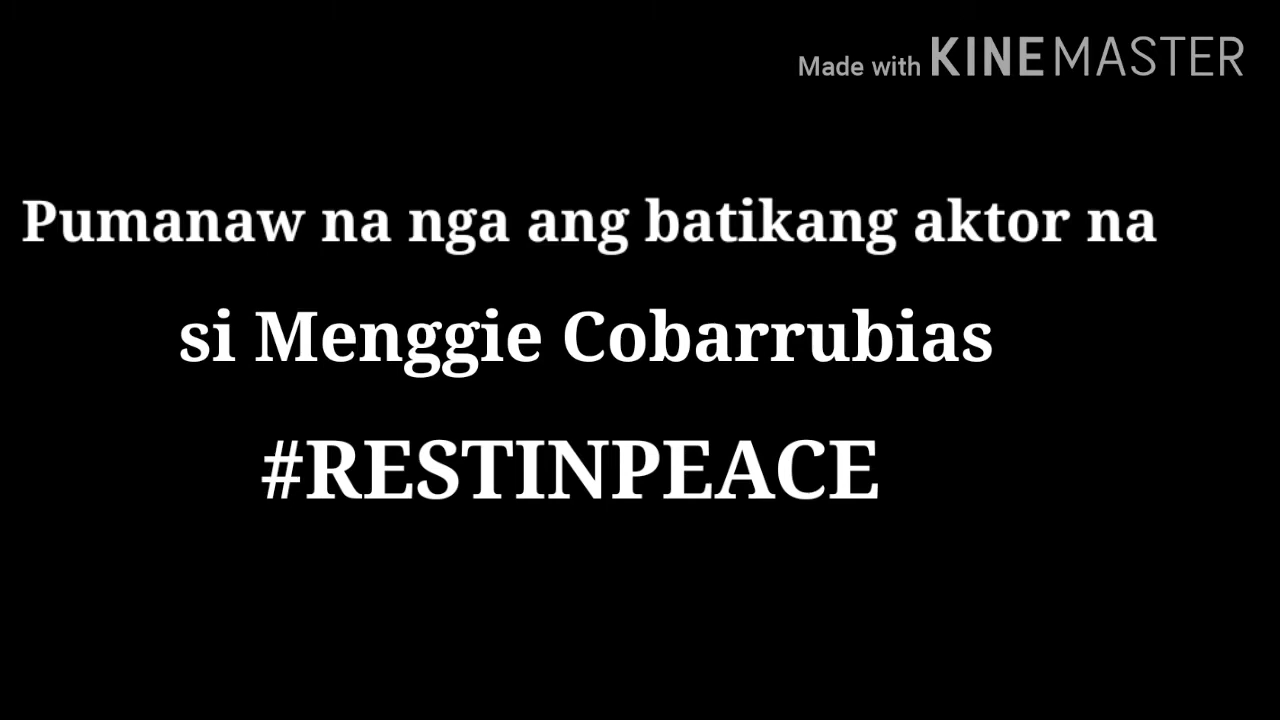 Made with KINEMASTER
Pumanaw na nga ang batikang aktor na
si Menggie Cobarrubias
#RESTINPEACE